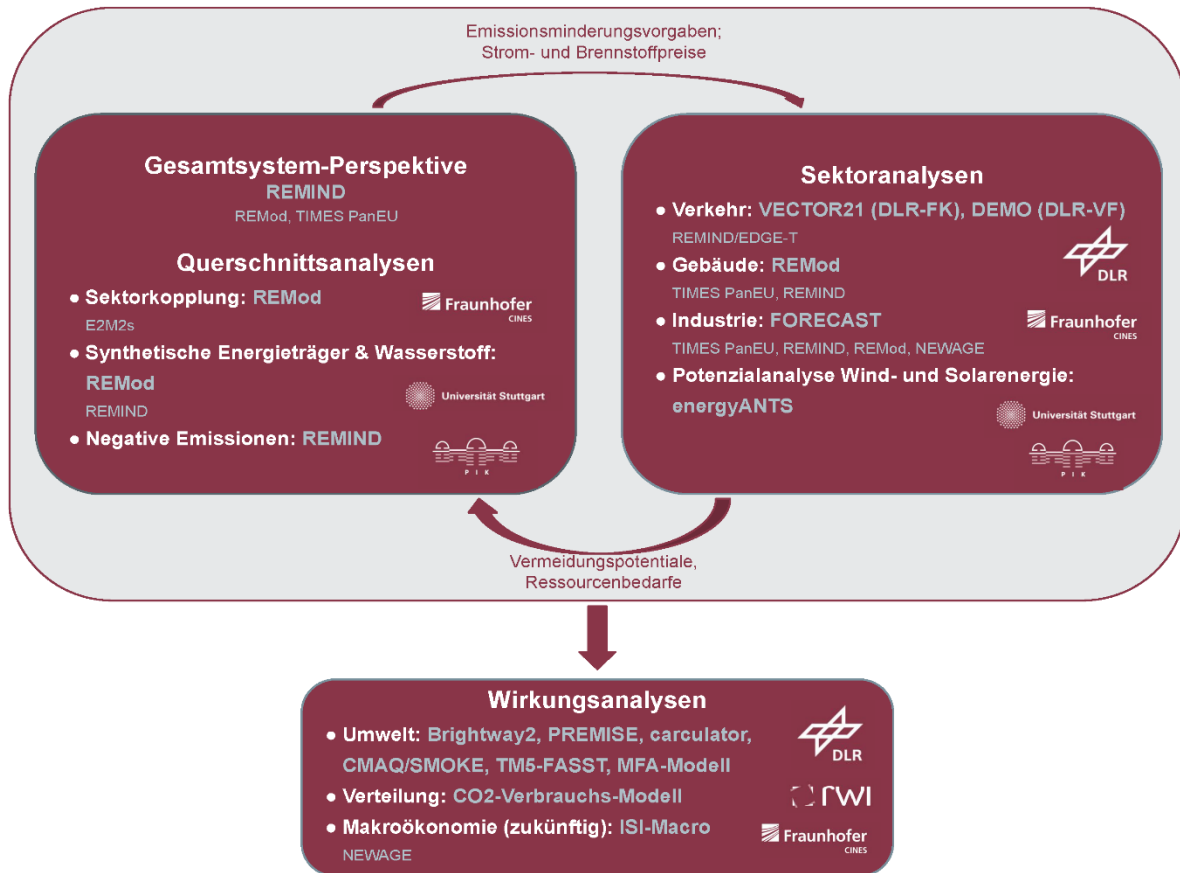 Emissionsminderungsvorgaben;
Strom- und Brennstoffpreise
Gesamtsystem-Perspektive
REMIND
REMod, TIMES PanEU
Querschnittsanalysen
● Sektorkopplung: REMod
E2M2s
● Synthetische Energieträger & Wasserstoff:
REMod
REMIND
● Negative Emissionen: REMIND
Fraunhofer
CINES
Universität Stuttgart
PIK
Sektoranalysen
● Verkehr: VECTOR21 (DLR-FK), DEMO (DLR-VF)
REMIND/EDGE-T
● Gebäude: REMod
TIMES PanEU, REMIND
● Industrie: FORECAST
TIMES PanEU, REMIND, REMod, NEWAGE
● Potenzialanalyse Wind- und Solarenergie:
energyANTS
DLR
Fraunhofer
CINES
Universität Stuttgart
PIK
Vermeidungspotentiale,
Ressourcenbedarfe
Wirkungsanalysen
● Umwelt: Brightway2, PREMISE, carculator,
CMAQ/SMOKE, TM5-FASST, MFA-Modell
● Verteilung: CO2-Verbrauchs-Modell
● Makroökonomie (zukünftig): ISI-Macro
NEWAGE
DLR
rwi
Fraunhofer
CINES